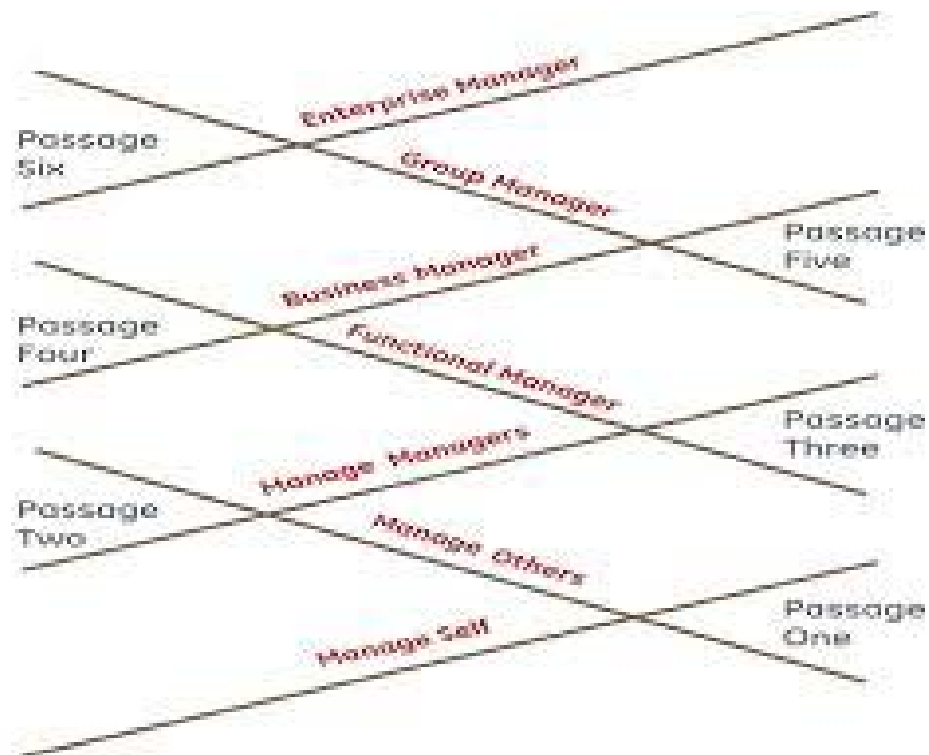 Enterprise Manager
Passage
Six
Group Manager
Passage
Five
Business Manager
Passage
Four
Functional Manager
Passage
Three
Manage Managers
Passage
Two
Manage Others
Passage
One
Manage Self